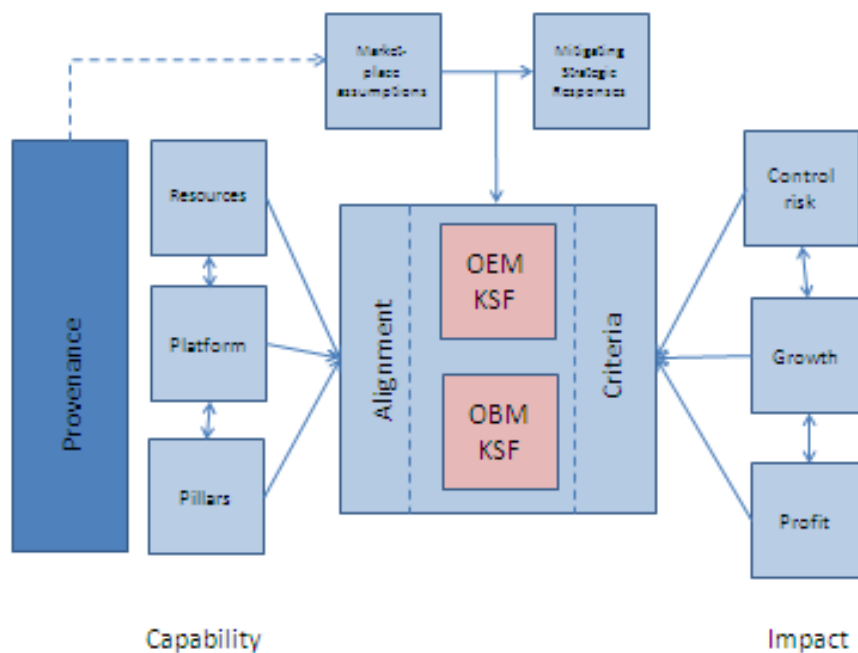 Market-
place
assumptions
Mitigating
Strategic
Responses
Provenance
Resources
Platform
Pillars
Alignment
OEM
KSF
OBM
KSF
Criteria
Control
risk
Growth
Profit
Capability
Impact